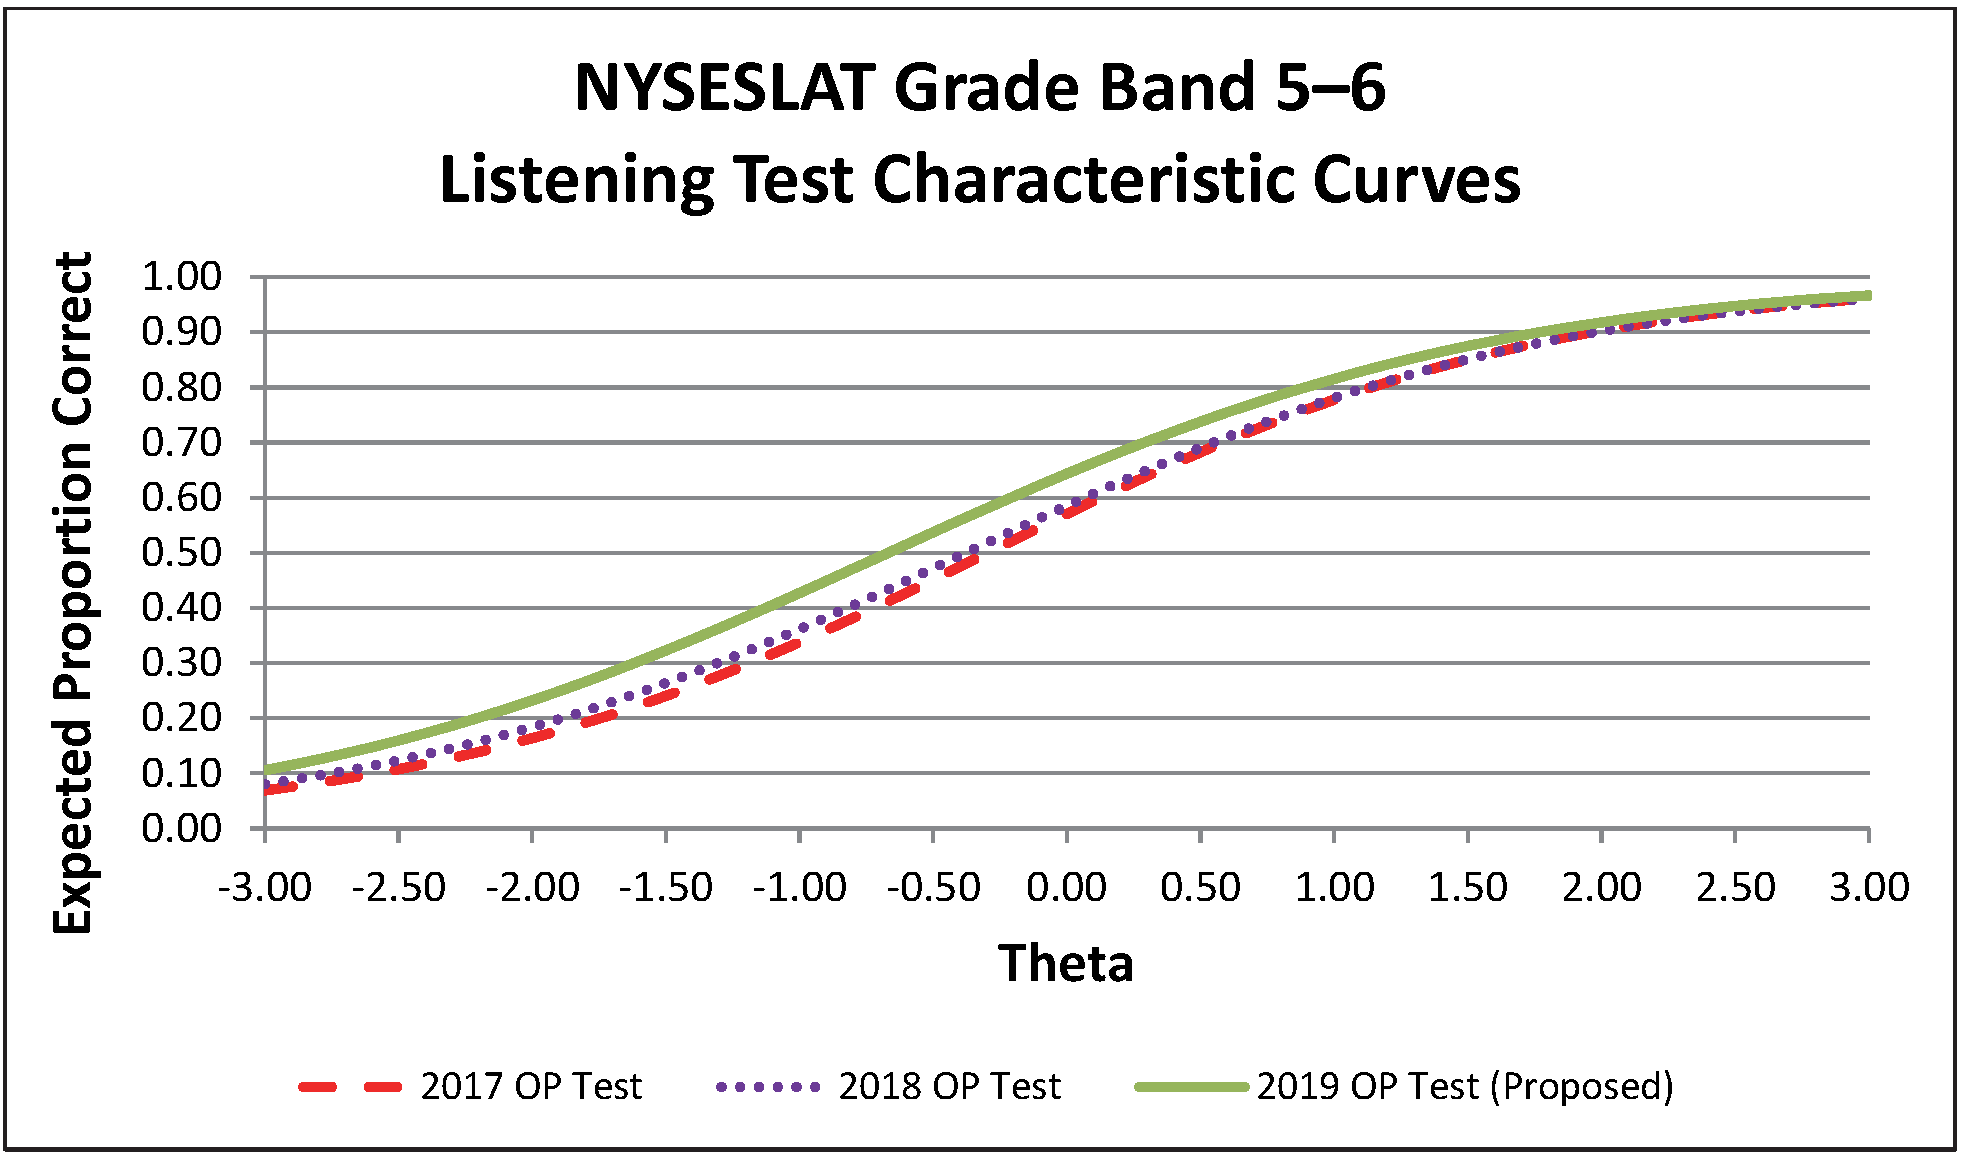 NYSESLAT Grade Band 5–6
Listening Test Characteristic Curves
Expected Proportion Correct
1.00
0.90
0.80
0.70
0.60
0.50
0.40
0.30
0.20
0.10
0.00
-3.00 -2.50 -2.00 -1.50 -1.00 -0.50 0.00 0.50 1.00 1.50 2.00 2.50 3.00
Theta
2017 OP Test 2018 OP Test 2019 OP Test (Proposed)